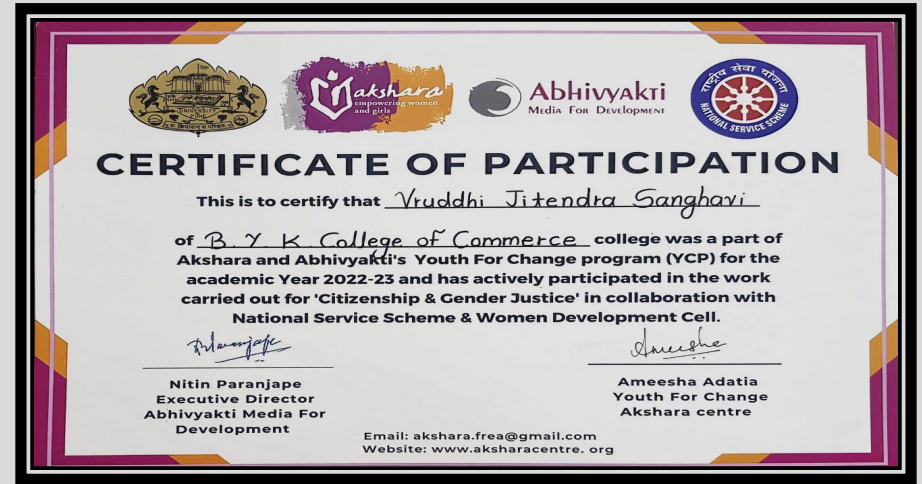 akshara
empowering women
and girls
Abhivyakti
MEDIA FOR DEVELOPMENT
राष्ट्रीय सेवा योजना
NATIONAL SERVICE SCHEME
CERTIFICATE OF PARTICIPATION
This is to certify that Vruddhi Jitendra Sanghavi
of B. Y. K. College of Commerce college was a part of
Akshara and Abhivyakti's Youth For Change program (YCP) for the
academic Year 2022-23 and has actively participated in the work
carried out for 'Citizenship & Gender Justice' in collaboration with
National Service Scheme & Women Development Cell.
Nitin Paranjape
Executive Director
Abhivyakti Media For
Development
Ameesha
Ameesha Adatia
Youth For Change
Akshara centre
Email: akshara.frea@gmail.com
Website: www.aksharacentre. org